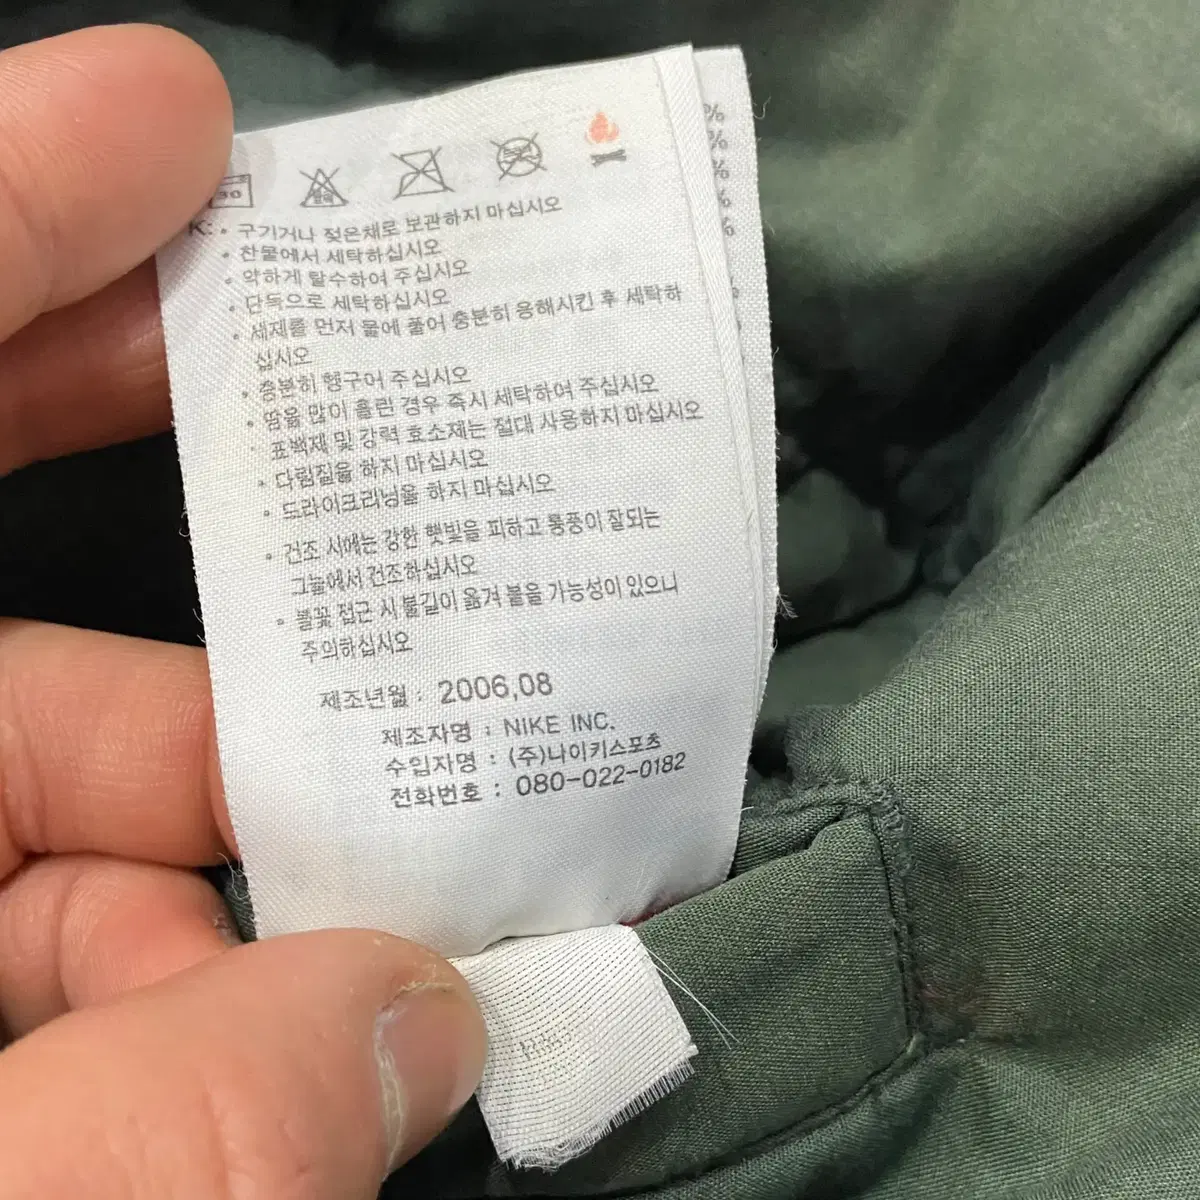 30
표백
K: • 구기거나 젖은채로 보관하지 마십시오
• 찬물에서 세탁하십시오
• 약하게 탈수하여 주십시오
• 단독으로 세탁하십시오
• 세제를 먼저 물에 풀어 충분히 용해시킨 후 세탁하
십시오
• 충분히 헹구어 주십시오
• 땀을 많이 흘린 경우 즉시 세탁하여 주십시오
표백제 및 강력 효소제는 절대 사용하지 마십시오
• 다림질을 하지 마십시오
• 드라이크리닝을 하지 마십시오
• 건조 시에는 강한 햇빛을 피하고 통풍이 잘되는
그늘에서 건조하십시오
• 불꽃 접근 시 불길이 옮겨 붙을 가능성이 있으니
주의하십시오
제조년월 : 2006,08
제조자명 : NIKE INC.
수입자명 : (주)나이키스포츠
전화번호 : 080-022-0182
%
%
%
%
%